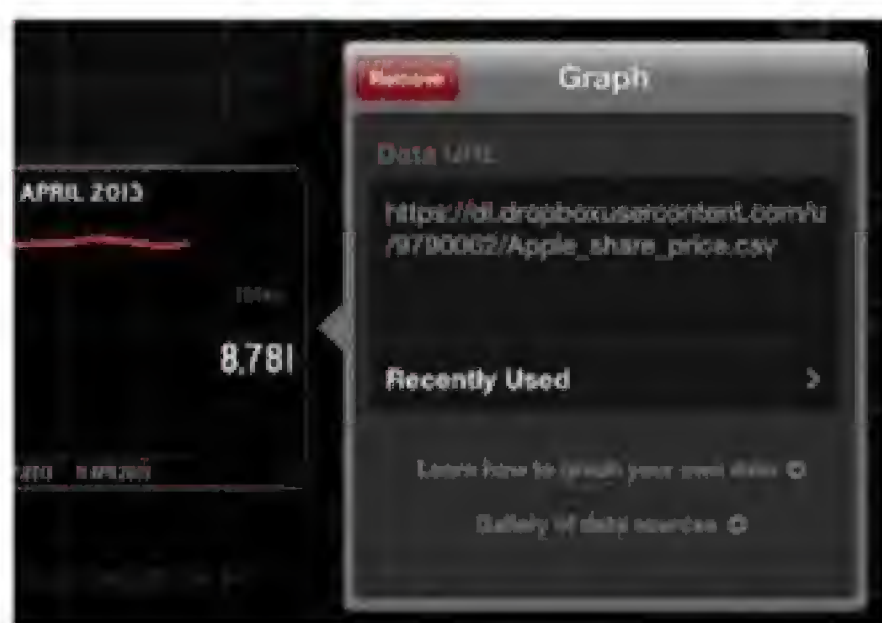 Remove
Graph
Data URL
APRIL 2013
https://dl.dropboxusercontent.com/u
/9790002/Apple_share_price.csv
8,781
Recently Used
Learn how to graph your own data
Gallery of data sources